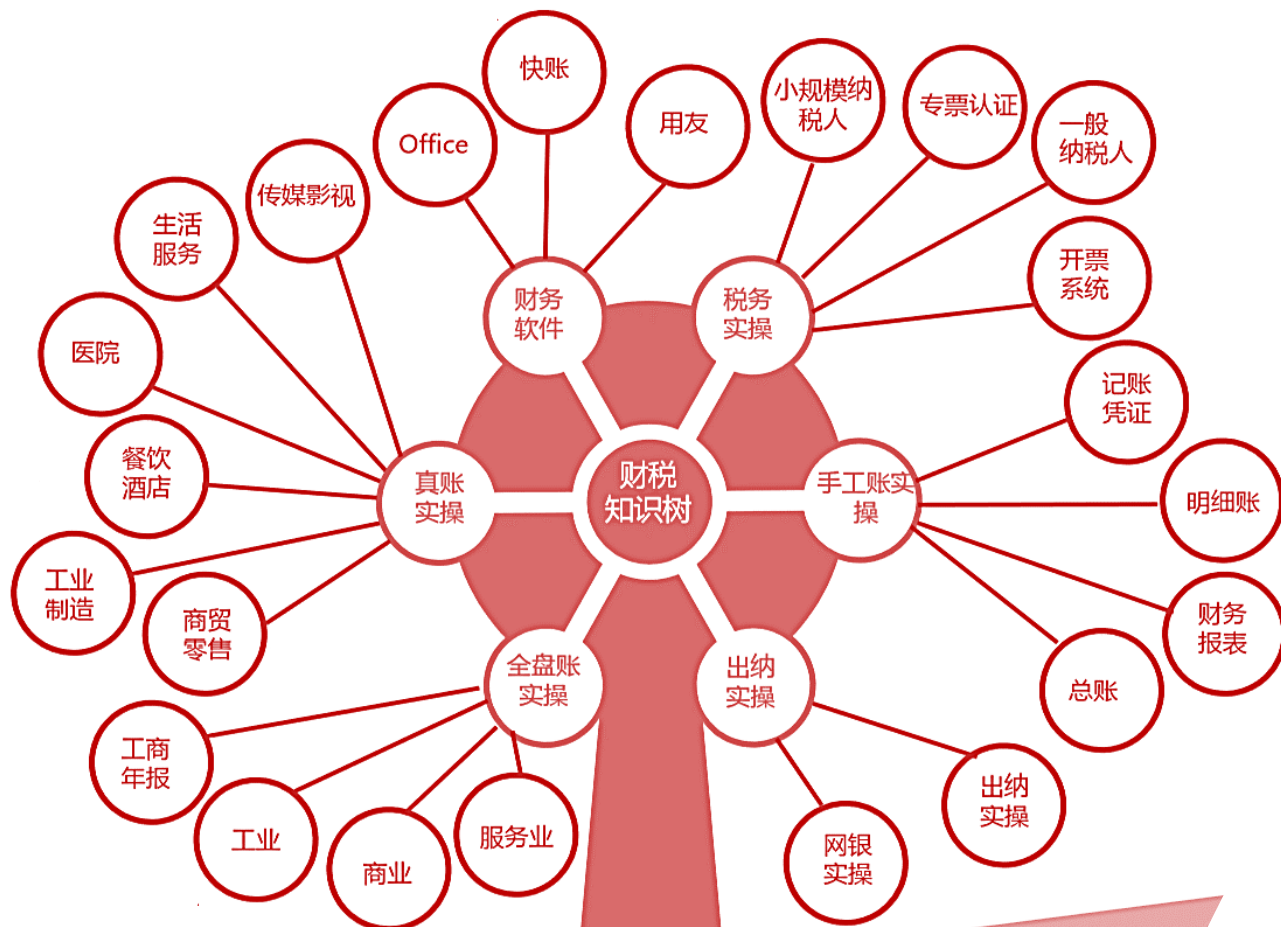 快账
Office
用友
小规模纳
税人
专票认证
一般
纳税人
传媒影视
生活
服务
开票
系统
财务
软件
税务
实操
医院
记账
凭证
餐饮
酒店
真账
实操
财税
知识树
手工账实
操
明细账
工业
制造
商贸
零售
财务
报表
全盘账
实操
出纳
实操
总账
工商
年报
工业
商业
服务业
网银
实操
出纳
实操